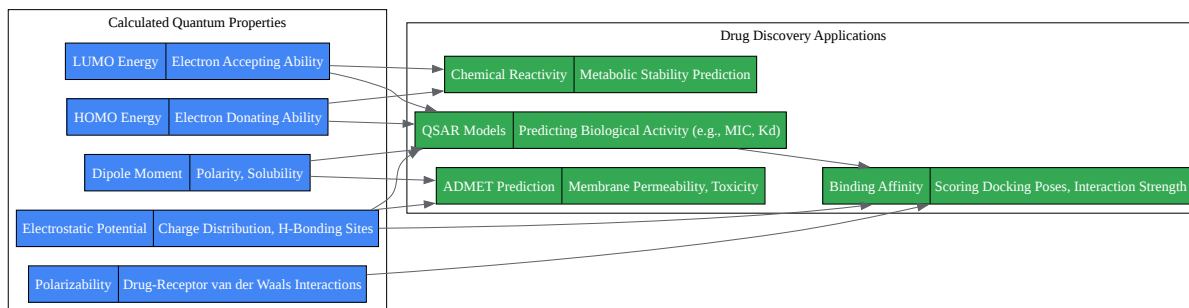 Calculated Quantum Properties
LUMO Energy
Electron Accepting Ability
HOMO Energy
Electron Donating Ability
Dipole Moment
Polarity, Solubility
Electrostatic Potential
Charge Distribution, H-Bonding Sites
Polarizability
Drug-Receptor van der Waals Interactions
Drug Discovery Applications
Chemical Reactivity
Metabolic Stability Prediction
QSAR Models
Predicting Biological Activity (e.g., MIC, Kd)
ADMET Prediction
Membrane Permeability, Toxicity
Binding Affinity
Scoring Docking Poses, Interaction Strength